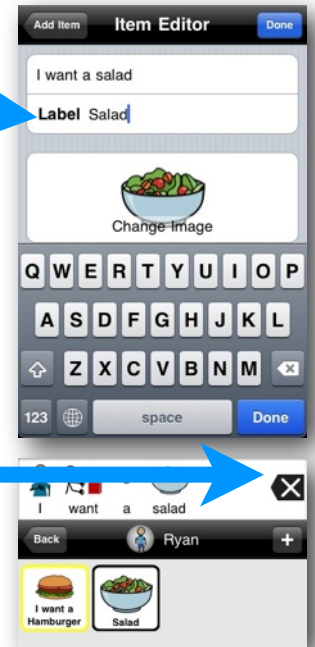 Add Item Item Editor Done
I want a salad
Label Salad
Change Image
Q W E R T Y U I O P
A S D F G H J K L
Z X C V B N M
123 space Done
I want a salad
Back Ryan +
I want a
Hamburger Salad